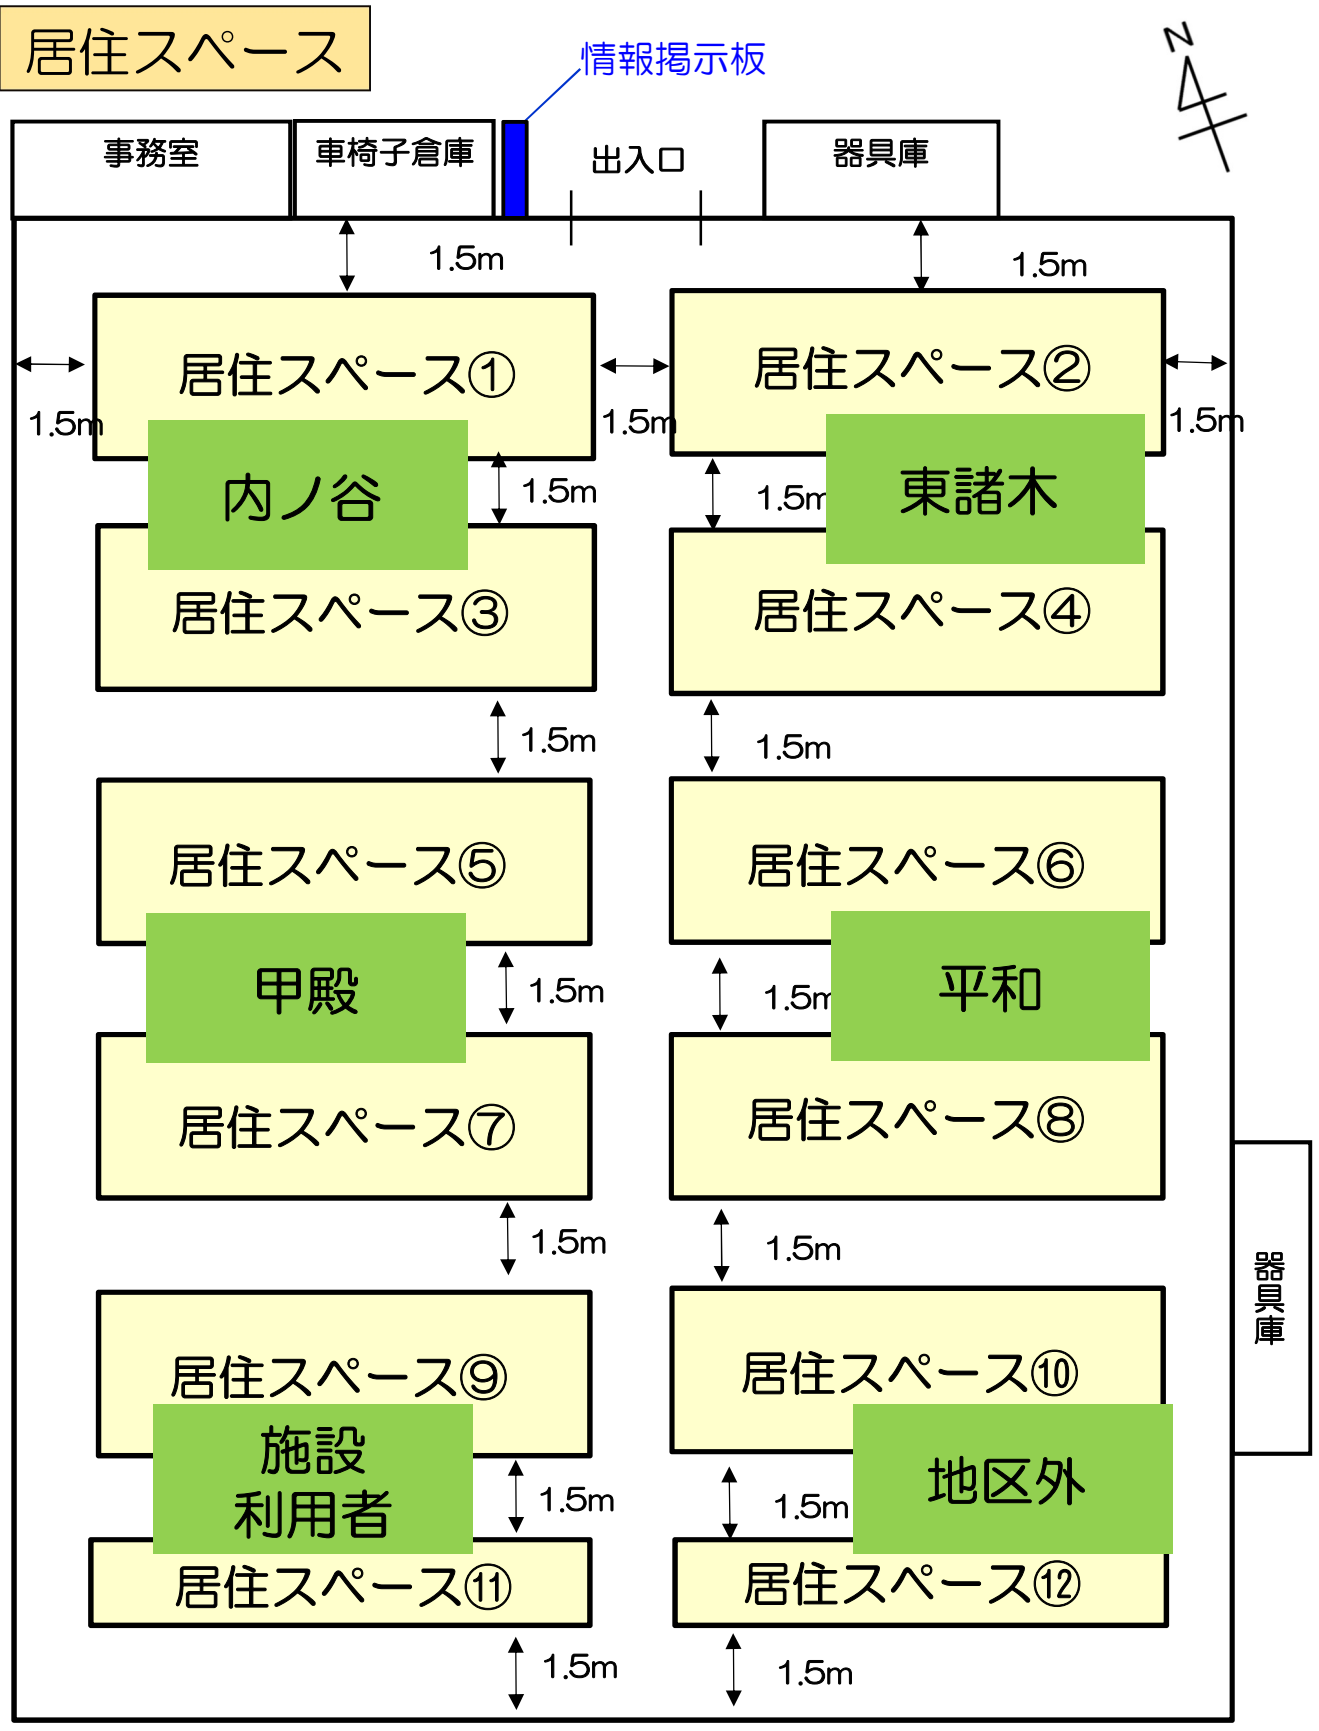 居住スペース
情報掲示板
N
事務室
車椅子倉庫
出入口
器具庫
1.5m
1.5m
居住スペース①
居住スペース②
1.5m
1.5m
1.5m
内ノ谷
1.5m
1.5m
東諸木
居住スペース③
居住スペース④
1.5m
1.5m
居住スペース⑤
居住スペース⑥
甲殿
1.5m
1.5m
平和
居住スペース⑦
居住スペース⑧
1.5m
1.5m
器具庫
居住スペース⑨
居住スペース⑩
施設
利用者
1.5m
1.5m
地区外
居住スペース⑪
居住スペース⑫
1.5m
1.5m